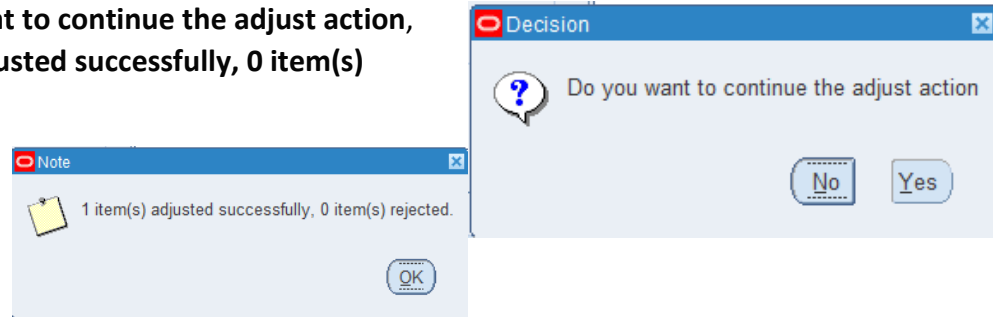 t to continue the adjust action,
usted successfully, 0 item(s)
Decision
Do you want to continue the adjust action
No Yes
Note
1 item(s) adjusted successfully, 0 item(s) rejected.
OK